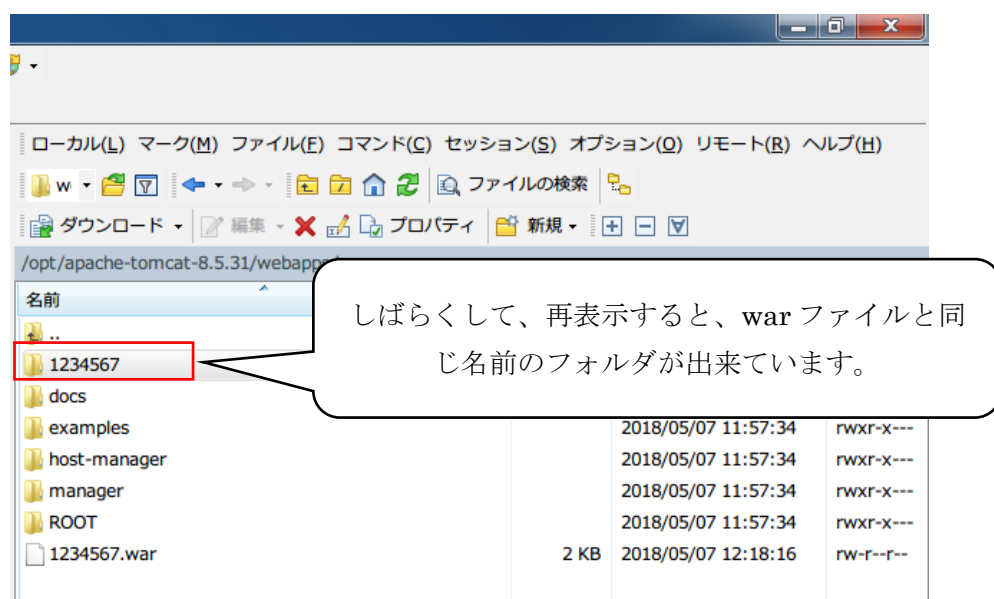 ローカル(L) マーク(M) ファイル(F) コマンド(C) セッション(S) オプション(O) リモート(R) ヘルプ(H)
w ファイルの検索
ダウンロード 編集 プロパティ 新規
/opt/apache-tomcat-8.5.31/webapps
名前
しばらくして、再表示すると、war ファイルと同
じ名前のフォルダが出来ています。
..
1234567
docs
examples 2018/05/07 11:57:34 rwxr-x---
host-manager 2018/05/07 11:57:34 rwxr-x---
manager 2018/05/07 11:57:34 rwxr-x---
ROOT 2018/05/07 11:57:34 rwxr-x---
1234567.war 2 KB 2018/05/07 12:18:16 rw-r--r--